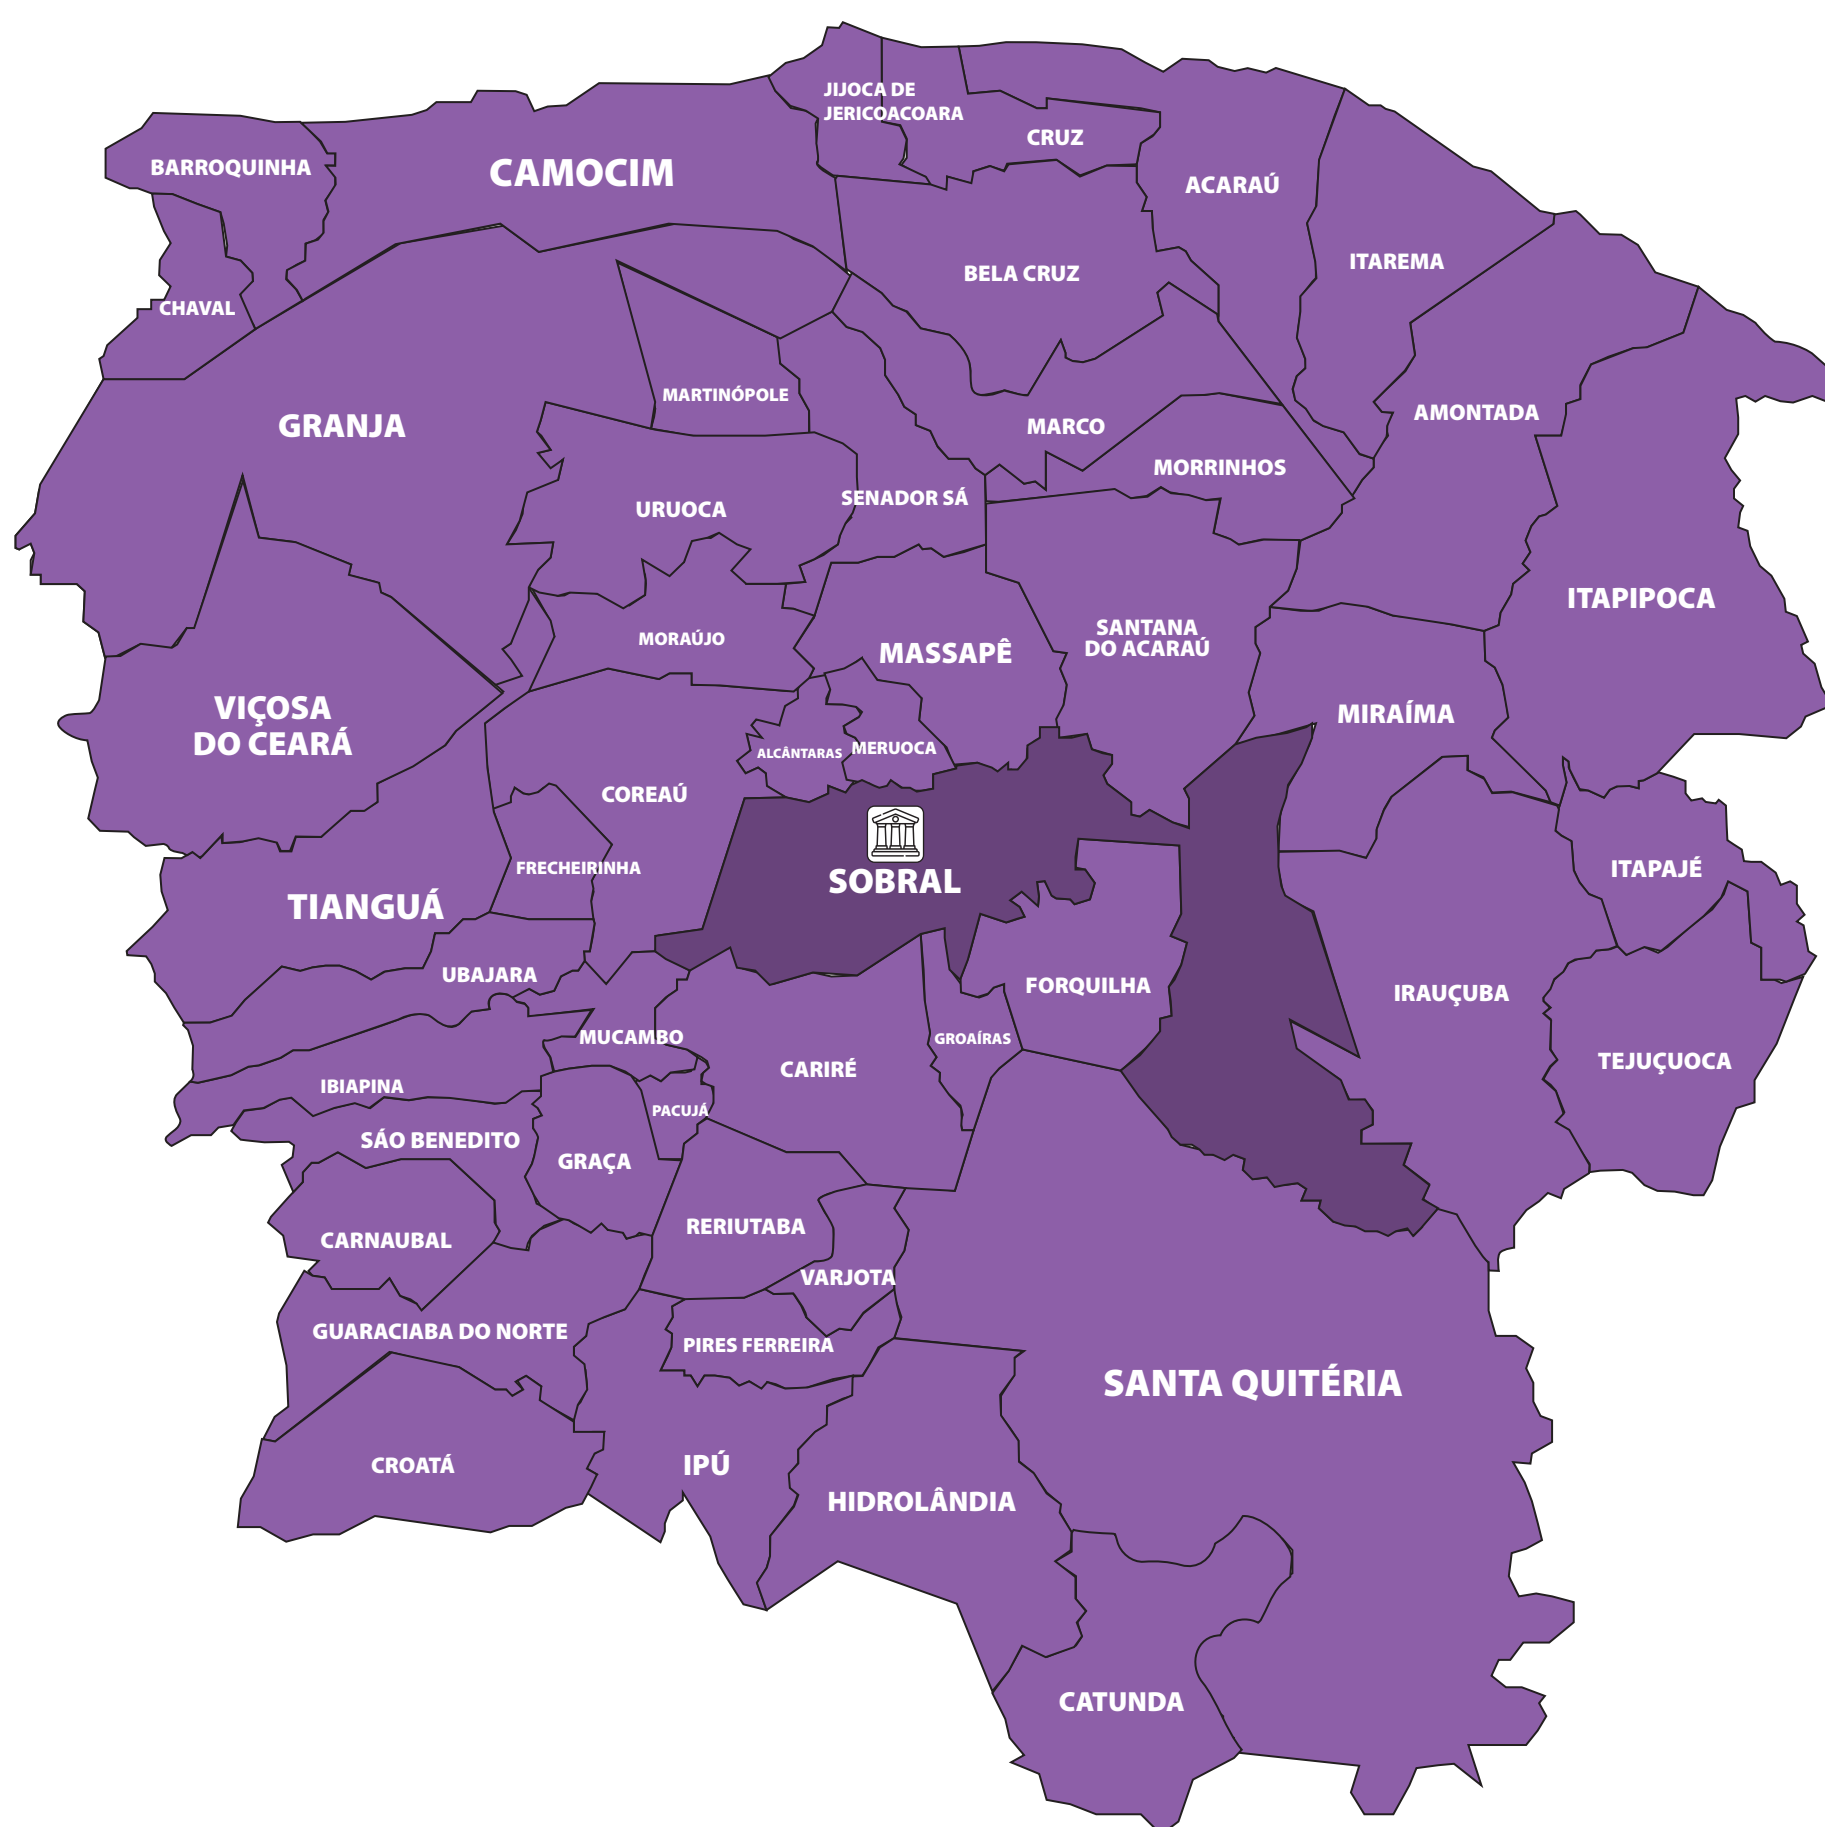 JIJOCA DE
JERICOACOARA
CRUZ
BARROQUINHA
CAMOCIM
ACARAÚ
ITAREMA
BELA CRUZ
CHAVAL
MARTINÓPOLE
AMONTADA
GRANJA
MARCO
MORRINHOS
SENADOR SÁ
URUOCA
ITAPIPOCA
SANTANA
DO ACARAÚ
MORAÚJO
MASSAPÊ
VIÇOSA
DO CEARÁ
MIRAÍMA
ALCÂNTARAS
MERUOCA
COREAÚ
FRECHEIRINHA
ITAPAJÉ
SOBRAL
TIANGUÁ
UBAJARA
FORQUILHA
IRAUÇUBA
MUCAMBO
GROAÍRAS
TEJUÇUOCA
CARIRÉ
IBIAPINA
PACUJÁ
SÁO BENEDITO
GRAÇA
RERIUTABA
CARNAUBAL
VARJOTA
GUARACIABA DO NORTE
PIRES FERREIRA
SANTA QUITÉRIA
CROATÁ
IPÚ
HIDROLÂNDIA
CATUNDA